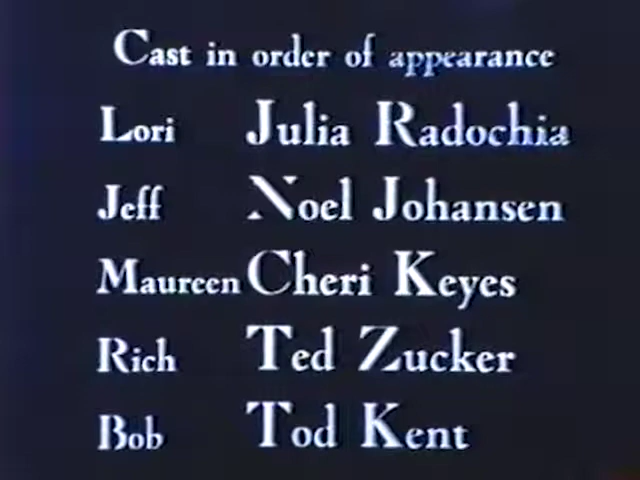 Cast in order of appearance
Lori Julia Radochia
Jeff Noel Johansen
Maureen Cheri Keyes
Rich Ted Zucker
Bob Tod Kent